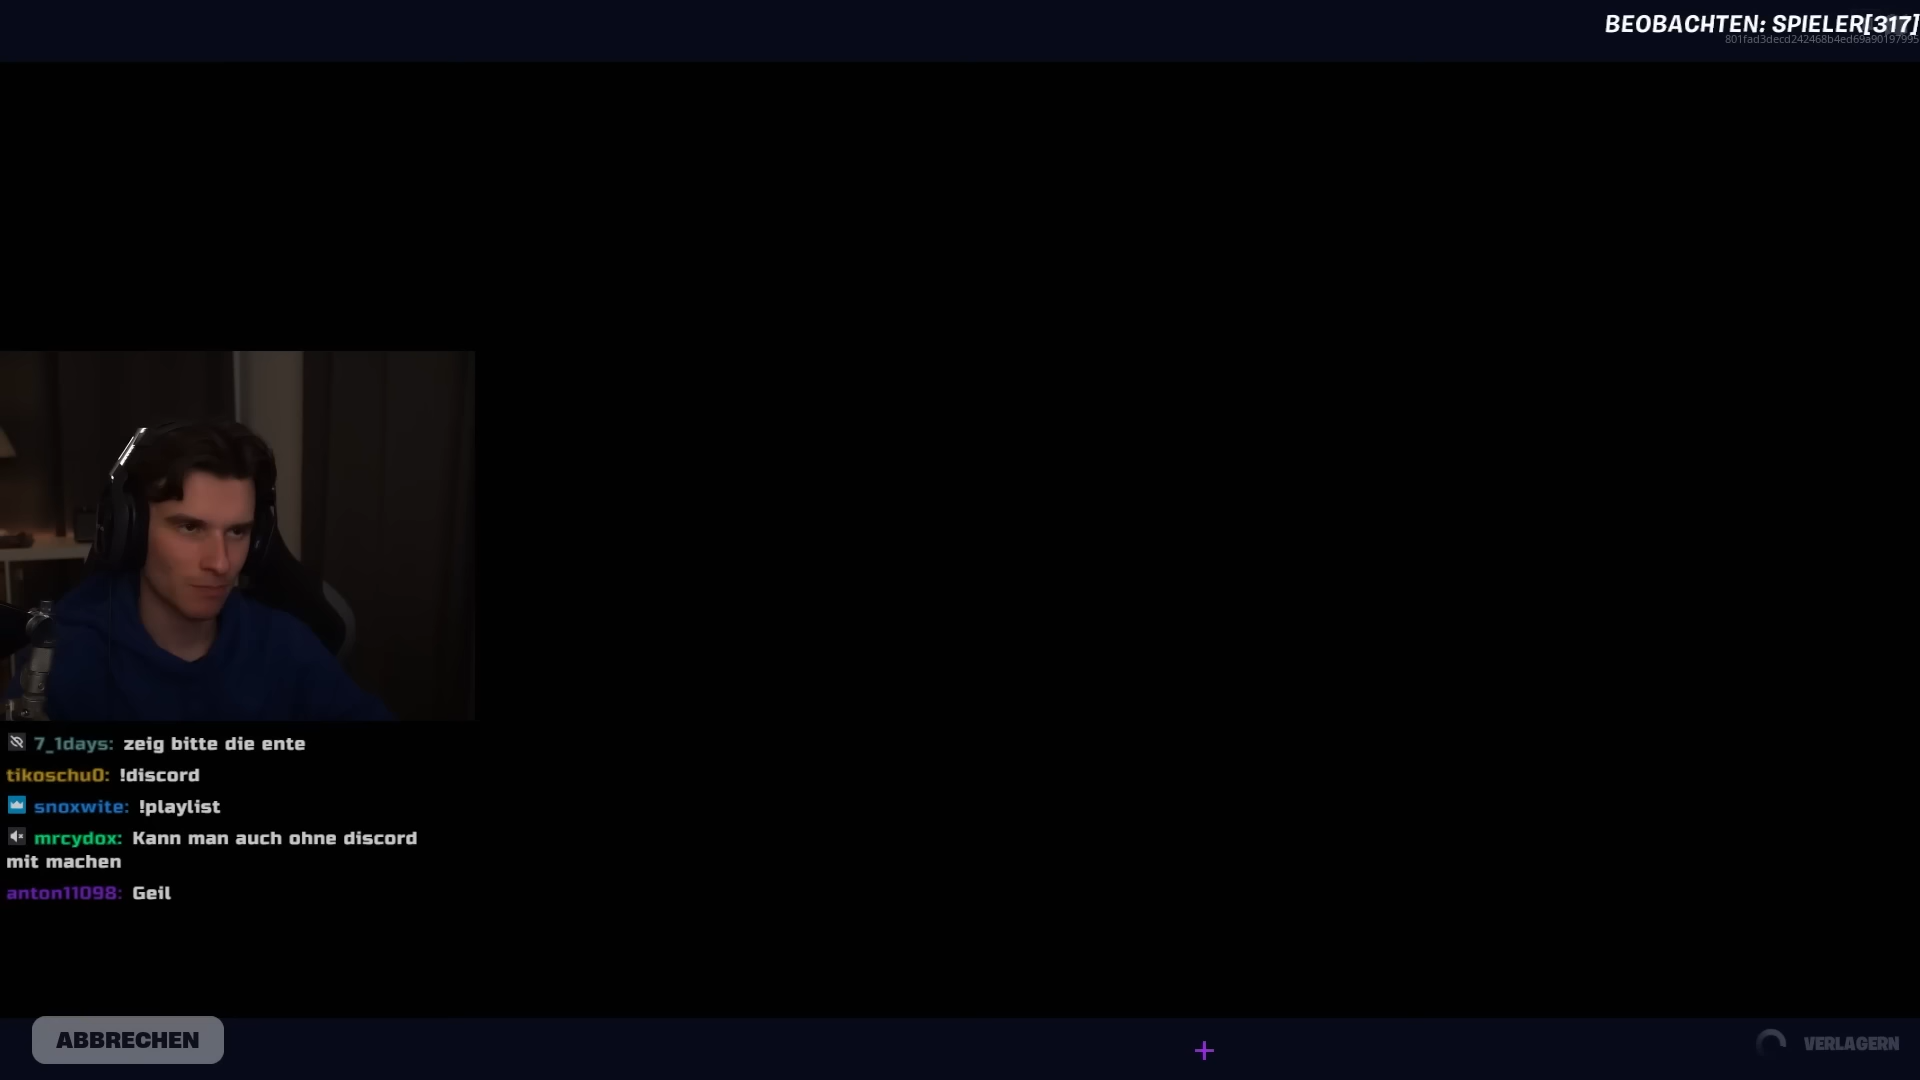 BEOBACHTEN: SPIELER[317]
801fad3decd242468b4ed69a90197995
7_1days: zeig bitte die ente
tikoschu0: !discord
snoxwite: !playlist
mrcydox: Kann man auch ohne discord
mit machen
anton11098: Geil
ABBRECHEN
VERLAGERN